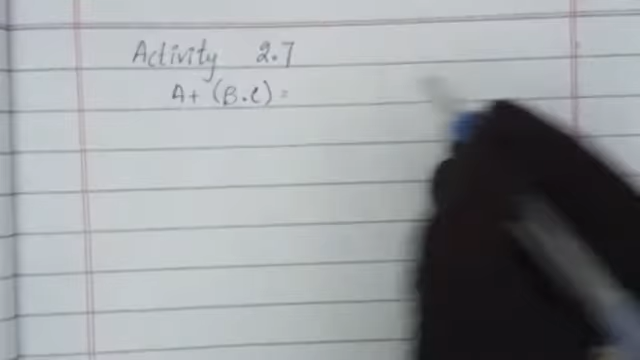 Activity 2.7
A+ (B.C) =